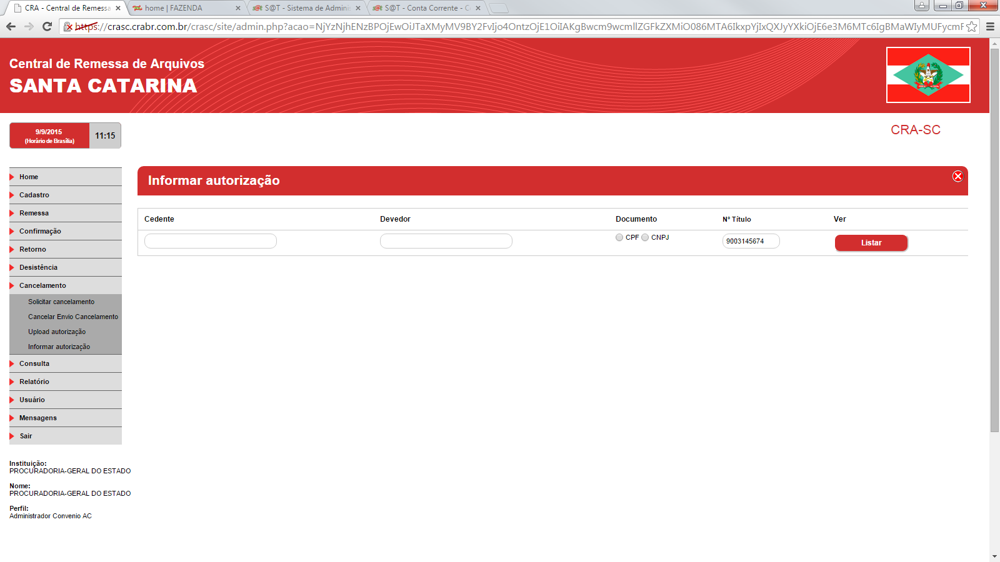 CRA - Central de Remessa
home | FAZENDA
S@T - Sistema de Adminis
S@T - Conta Corrente - C
https://crasc.crabr.com.br/crasc/site/admin.php?acao=NjYzNjhENzBPOjEwOiJTaXMyMV9BY2FvIjo4OntzOjE1OiIAKgBwcm9wcmllZGFkZXMiO086MTA6IkxpYjIxQXJyYXkiOjE6e3M6MTc6IgBMaWIyMUFycmF
Central de Remessa de Arquivos
SANTA CATARINA
9/9/2015
(Horário de Brasília)
11:15
CRA-SC
Home
Cadastro
Remessa
Confirmação
Retorno
Desistência
Cancelamento
Solicitar cancelamento
Cancelar Envio Cancelamento
Upload autorização
Informar autorização
Consulta
Relatório
Usuário
Mensagens
Sair
Instituição:
PROCURADORIA-GERAL DO ESTADO
Nome:
PROCURADORIA-GERAL DO ESTADO
Perfil:
Administrador Convenio AC
Informar autorização
Cedente Devedor Documento Nº Título Ver
CPF CNPJ 9003145674 Listar